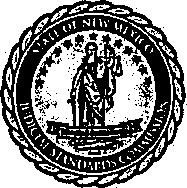 STATE OF NEW MEXICO
JUDICIAL STANDARDS COMMISSION